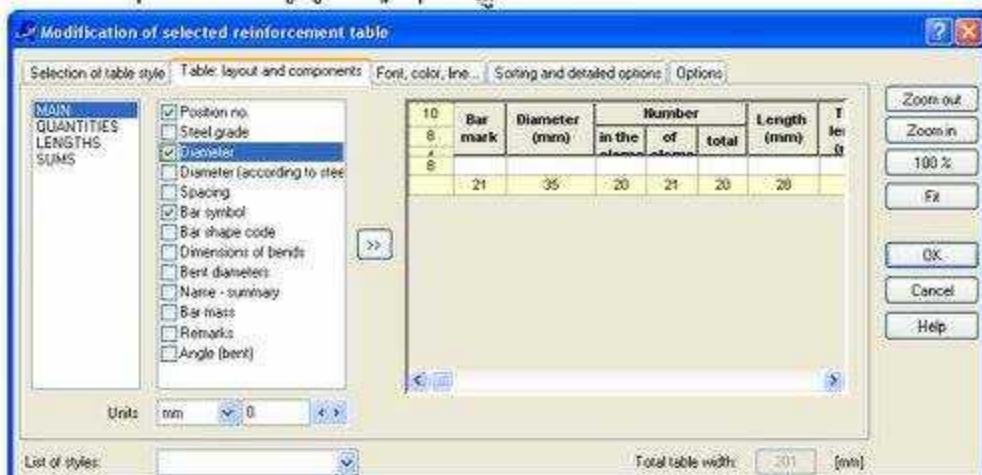 Modification of selected reinforcement table
Selection of table style
Table: layout and components
Font, color, line...
Sorting and detailed options
Options
MAIN
QUANTITIES
LENGTHS
SUMS
Position no.
Steel grade
Diameter
Diameter (according to stee
Spacing
Bar symbol
Bar shape code
Dimensions of bends
Bent diameters
Name - summary
Bar mass
Remarks
Angle (bent)
>>
10
8
8
Bar mark
Diameter (mm)
Number
in the
of
total
Length (mm)
21 35 20 21 20 28
Zoom out
Zoom in
100 %
Fit
OK
Cancel
Help
Units mm 0
List of styles:
Total table width: 201 [mm]